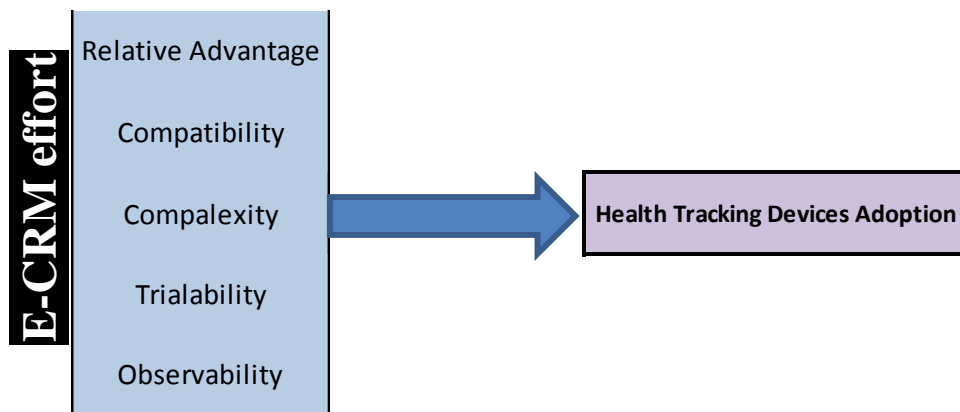 E-CRM effort
Relative Advantage
Compatibility
Compalexity
Trialability
Observability
Health Tracking Devices Adoption